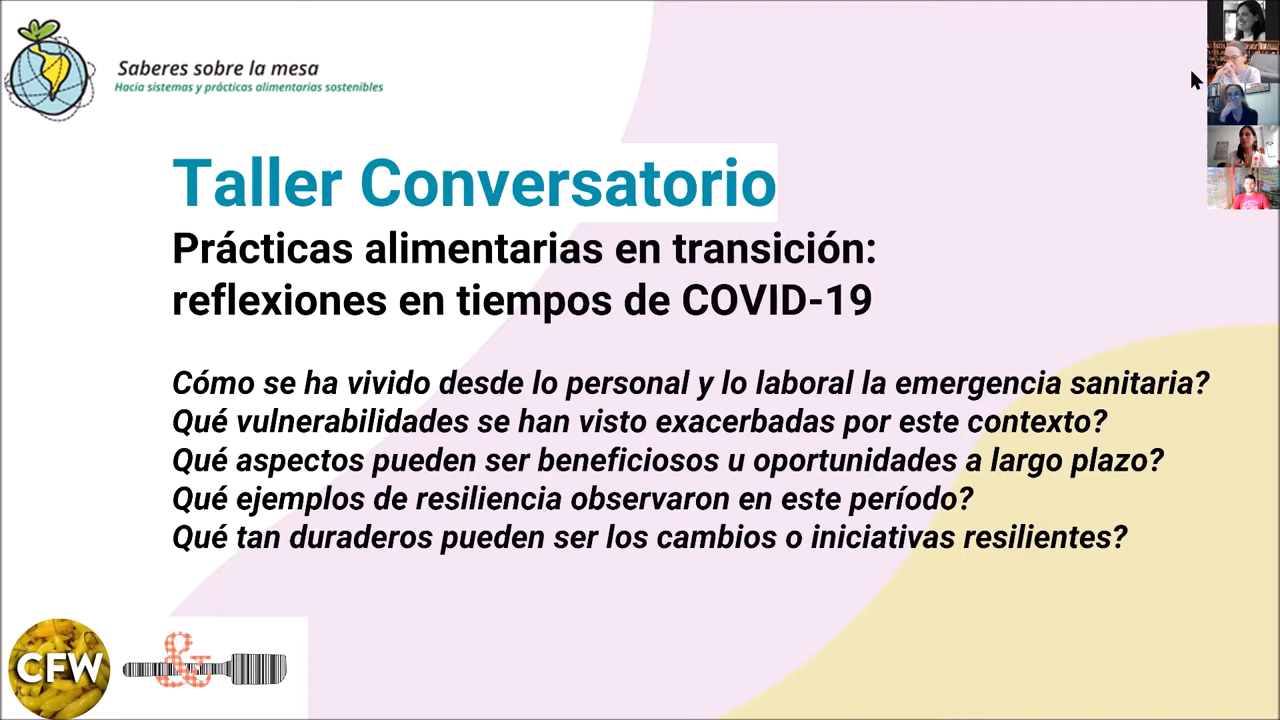 Saberes sobre la mesa
Hacia sistemas y prácticas alimentarias sostenibles
Taller Conversatorio
Prácticas alimentarias en transición:
reflexiones en tiempos de COVID-19
Cómo se ha vivido desde lo personal y lo laboral la emergencia sanitaria?
Qué vulnerabilidades se han visto exacerbadas por este contexto?
Qué aspectos pueden ser beneficiosos u oportunidades a largo plazo?
Qué ejemplos de resiliencia observaron en este período?
Qué tan duraderos pueden ser los cambios o iniciativas resilientes?
CFW
&